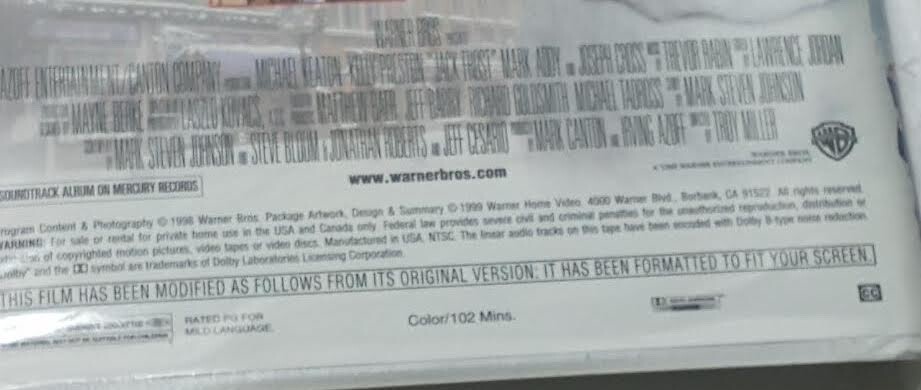 WARNER BROS.
AZOFF ENTERTAINMENT/CANTON COMPANY MICHAEL KEATON KELLY PRESTON "JACK FROST" MARK ADDY JOSEPH CROSS TREVOR RABIN LAWRENCE JORDAN
MAYNE BERKE LASZLO KOVACS, MATTHEW BAER JEFF BARRY RICHARD GOLDSMITH MICHAEL TADROSS MARK STEVEN JOHNSON
MARK STEVEN JOHNSON STEVE BLOOM & JONATHAN ROBERTS JEFF CESARIO MARK CANTON IRVING AZOFF TROY MILLER
SOUNDTRACK ALBUM ON MERCURY RECORDS
www.warnerbros.com
WB
WARNER BROS.
A TIME WARNER ENTERTAINMENT COMPANY
rogram Content & Photography © 1998 Warner Bros. Package Artwork, Design & Summary © 1999 Warner Home Video. 4000 Warner Blvd., Burbank, CA 91522. All rights reserved.
WARNING: For sale or rental for private home use in the USA and Canada only. Federal law provides severe civil and criminal penalties for the unauthorized reproduction, distribution or
of copyrighted motion pictures, video tapes or video discs. Manufactured in USA. NTSC. The linear audio tracks on this tape have been encoded with Dolby B-type noise reduction.
Dolby" and the symbol are trademarks of Dolby Laboratories Licensing Corporation.
THIS FILM HAS BEEN MODIFIED AS FOLLOWS FROM ITS ORIGINAL VERSION: IT HAS BEEN FORMATTED TO FIT YOUR SCREEN.
RATED PG FOR
MILD LANGUAGE.
Color/102 Mins.
CC